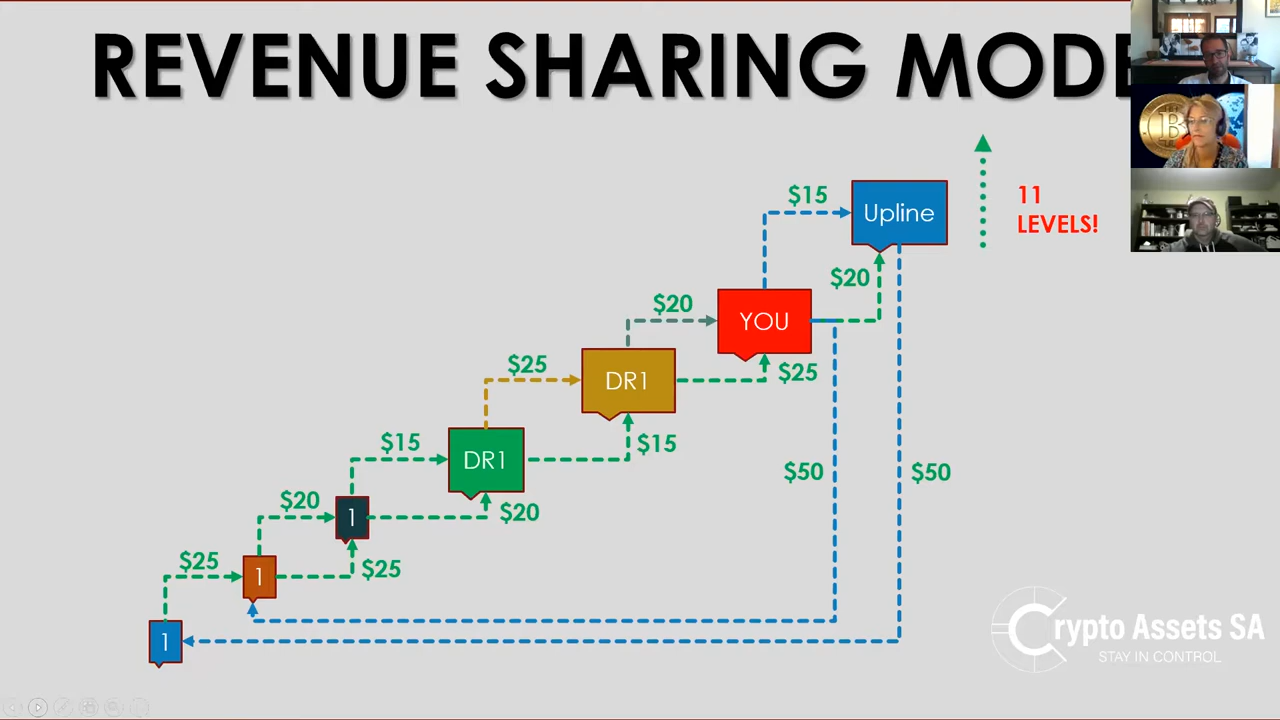 REVENUE SHARING MODE
$15
Upline
11
LEVELS!
$20
$20
YOU
$25
$25
DR1
$15
$15
DR1
$50
$50
$20
1
$20
$25
1
$25
1
Crypto Assets SA
STAY IN CONTROL